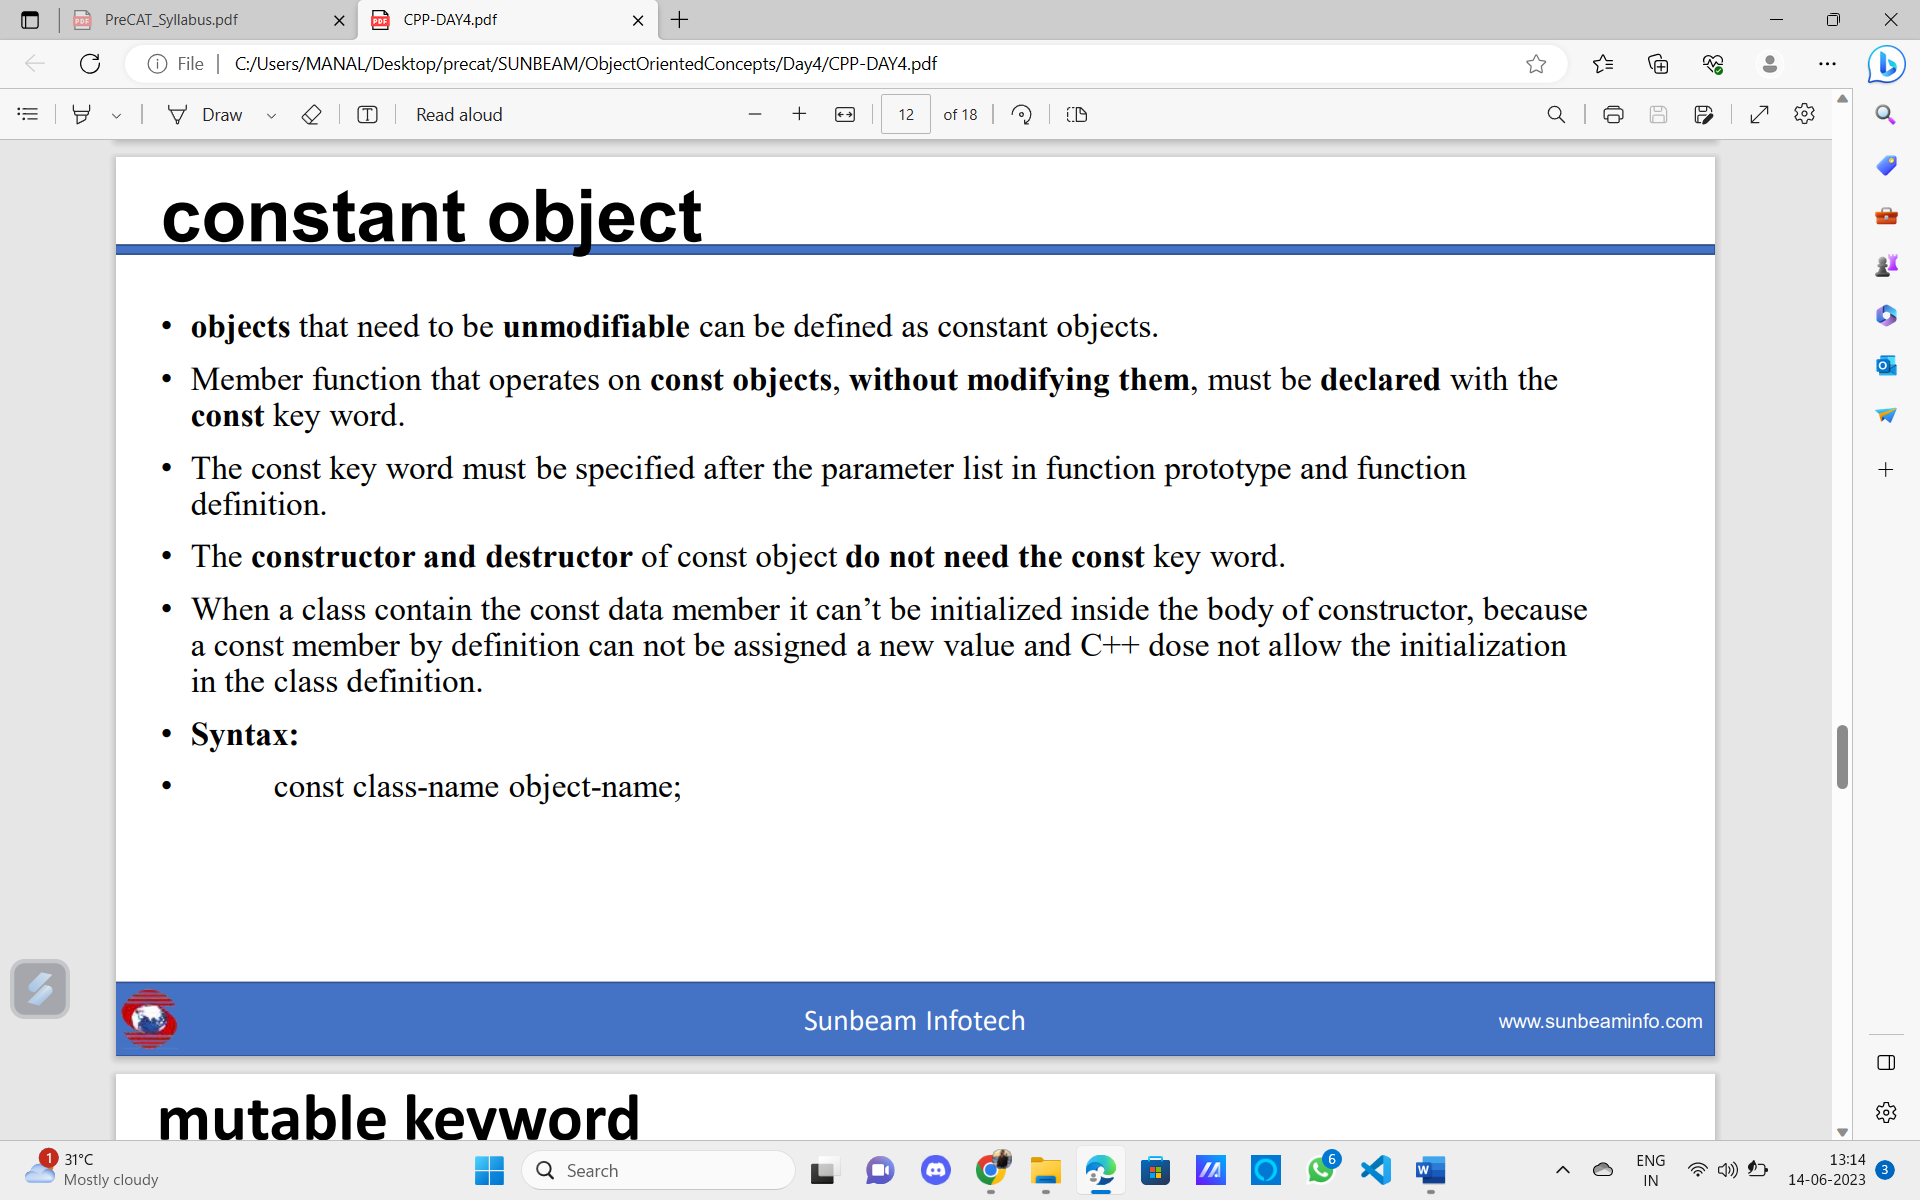 PreCAT_Syllabus.pdf
CPP-DAY4.pdf
File
C:/Users/MANAL/Desktop/precat/SUNBEAM/ObjectOrientedConcepts/Day4/CPP-DAY4.pdf
Draw
Read aloud
12
of 18
constant object
• objects that need to be unmodifiable can be defined as constant objects.
• Member function that operates on const objects, without modifying them, must be declared with the
const key word.
• The const key word must be specified after the parameter list in function prototype and function
definition.
• The constructor and destructor of const object do not need the const key word.
• When a class contain the const data member it can’t be initialized inside the body of constructor, because
a const member by definition can not be assigned a new value and C++ dose not allow the initialization
in the class definition.
• Syntax:
• const class-name object-name;
Sunbeam Infotech
www.sunbeaminfo.com
mutable keyword
1
31°C
Mostly cloudy
Search
6
ENG
IN
13:14
14-06-2023
3